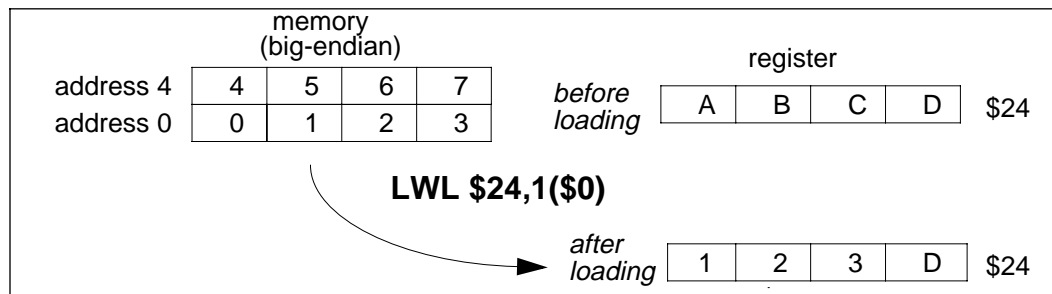 memory
(big-endian)
register
address 4 4 5 6 7
before A B C D $24
loading
address 0 0 1 2 3
LWL $24,1($0)
after
loading 1 2 3 D $24